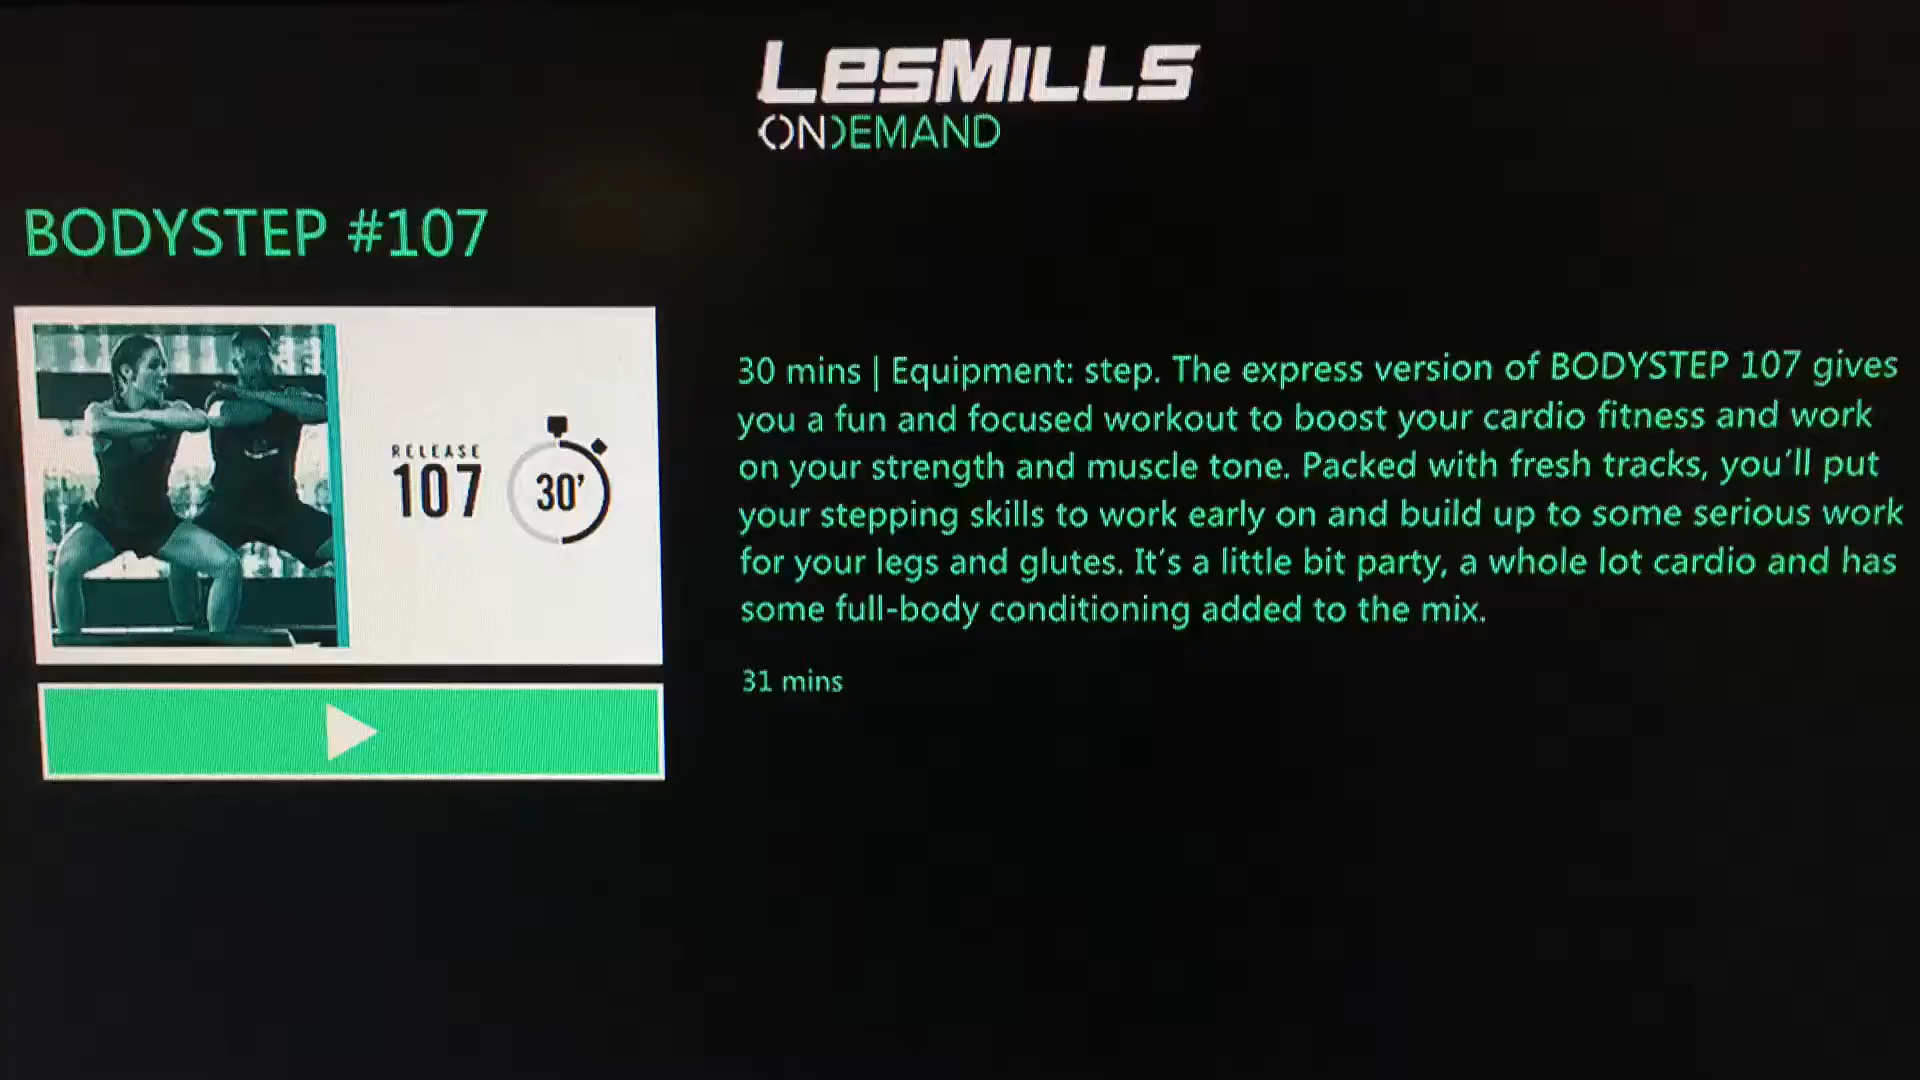 LesMILLS
ONDEMAND
BODYSTEP #107
RELEASE
107
30'
30 mins | Equipment: step. The express version of BODYSTEP 107 gives
you a fun and focused workout to boost your cardio fitness and work
on your strength and muscle tone. Packed with fresh tracks, you’ll put
your stepping skills to work early on and build up to some serious work
for your legs and glutes. It’s a little bit party, a whole lot cardio and has
some full-body conditioning added to the mix.
31 mins